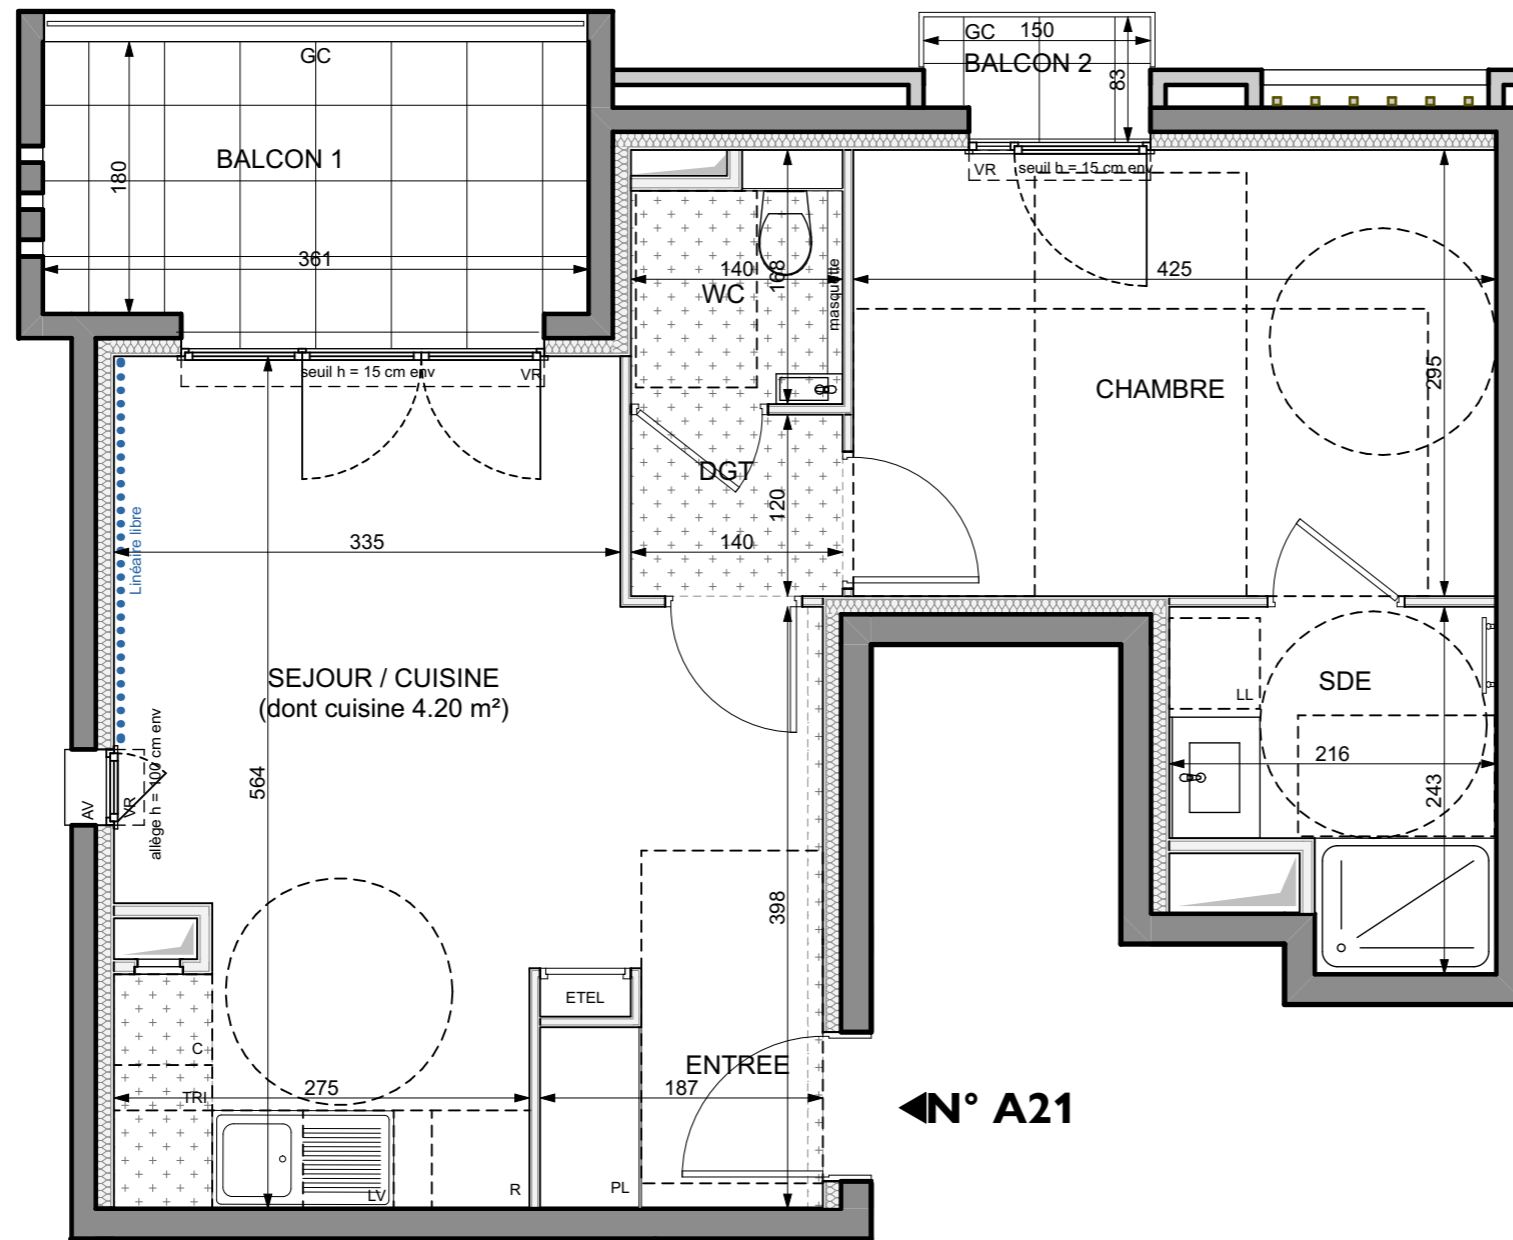 GC
BALCON 1
180
361
GC 150
BALCON 2
83
VR
seuil h = 15 cm env
seuil h = 15 cm env
VR
140
168
WC
masquette
425
295
CHAMBRE
DGT
120
140
335
Linéaire libre
SEJOUR / CUISINE
(dont cuisine 4.20 m²)
564
AV
VR
allège h = 100 cm env
398
SDE
LL
216
243
ETEL
C
TRI
275
ENTREE
187
LV
R
PL
N° A21